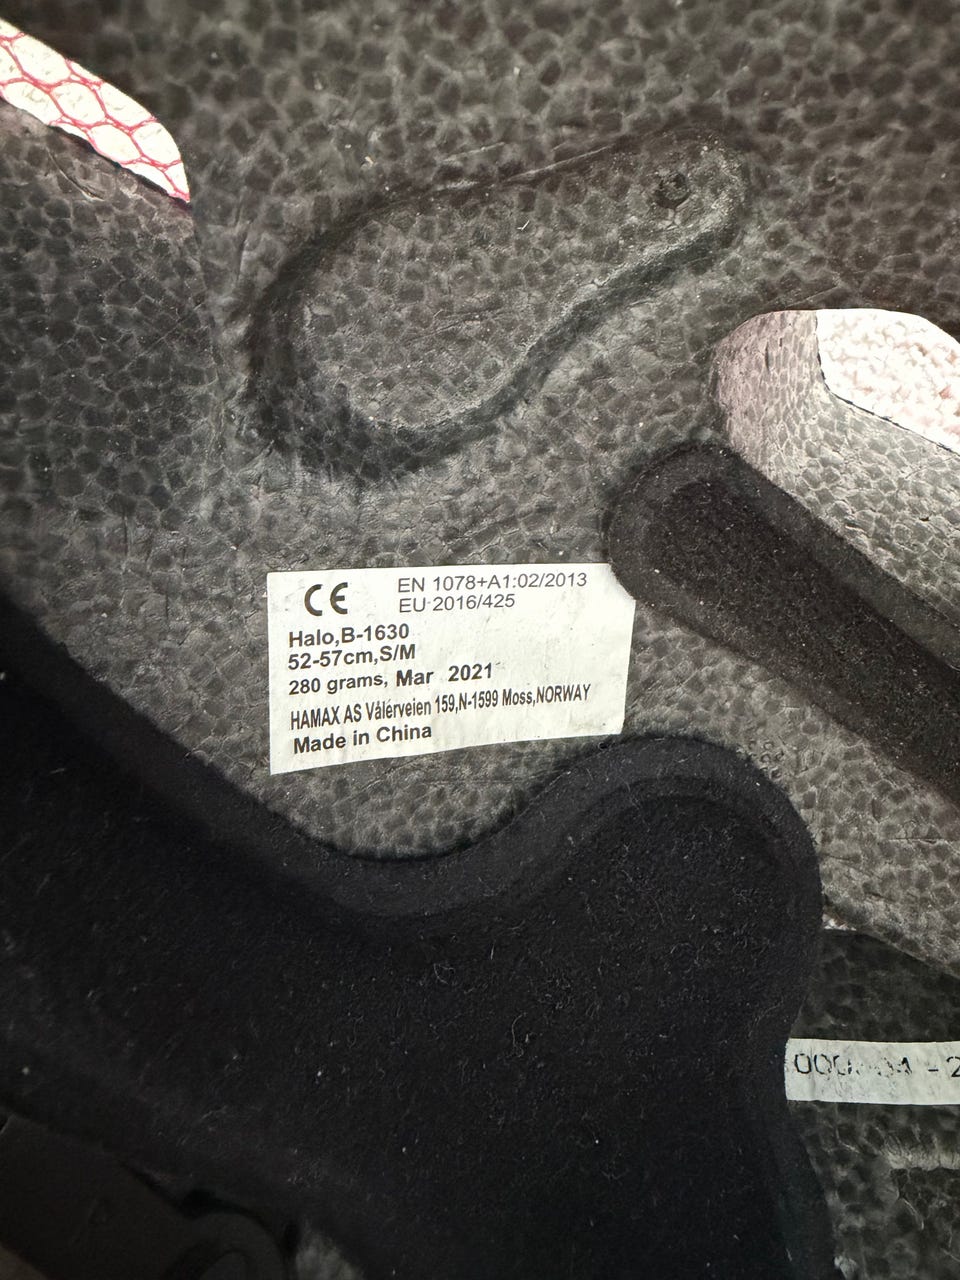 CE EN 1078+A1:02/2013
EU 2016/425
Halo,B-1630
52-57cm,S/M
280 grams, Mar 2021
HAMAX AS Vålerveien 159,N-1599 Moss,NORWAY
Made in China